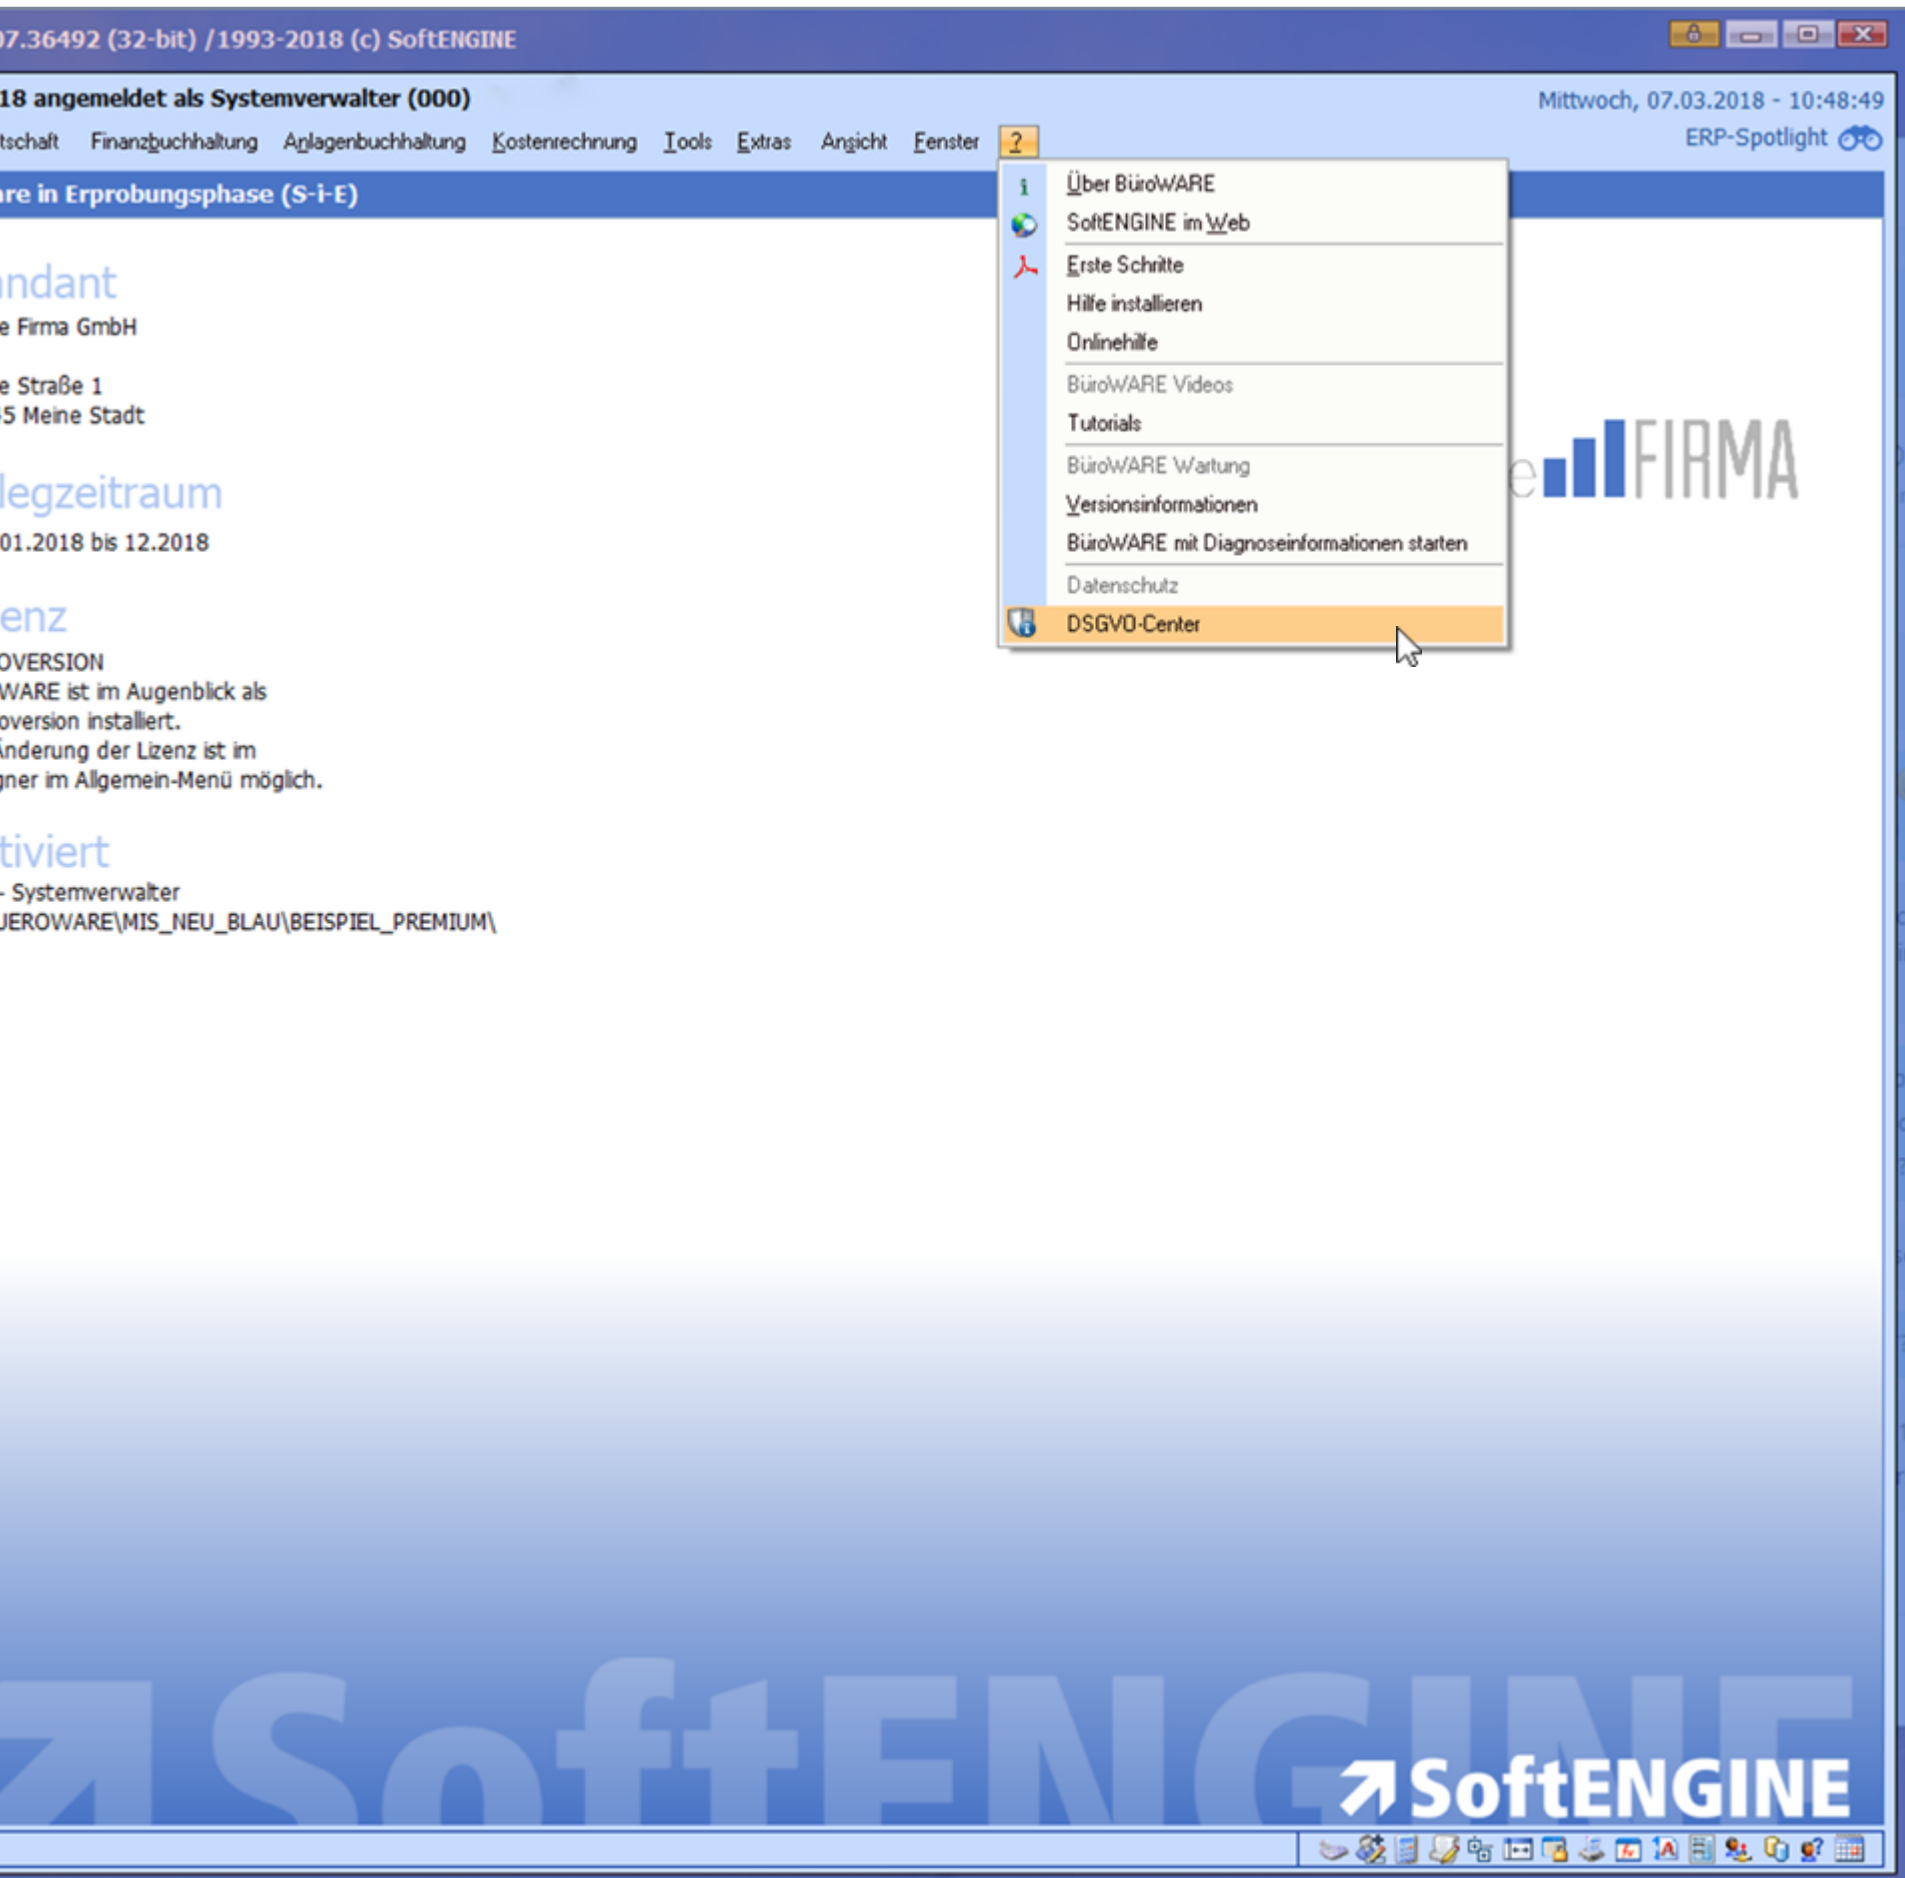 07.36492 (32-bit) /1993-2018 (c) SoftENGINE
18 angemeldet als Systemverwalter (000)
Mittwoch, 07.03.2018 - 10:48:49
tschaft Finanzbuchhaltung Anlagenbuchhaltung Kostenrechnung Tools Extras Ansicht Fenster ?
ERP-Spotlight
are in Erprobungsphase (S-i-E)
Über BüroWARE
SoftENGINE im Web
Erste Schritte
Hilfe installieren
Onlinehilfe
BüroWARE Videos
Tutorials
BüroWARE Wartung
Versionsinformationen
BüroWARE mit Diagnoseinformationen starten
Datenschutz
DSGVO-Center
ndant
e Firma GmbH
e Straße 1
5 Meine Stadt
e FIRMA
legzeitraum
01.2018 bis 12.2018
enz
OVERSION
WARE ist im Augenblick als
oversion installiert.
Änderung der Lizenz ist im
gner im Allgemein-Menü möglich.
tiviert
- Systemverwalter
UEROWARE\MIS_NEU_BLAU\BEISPIEL_PREMIUM\
SoftENGINE
SoftENGINE